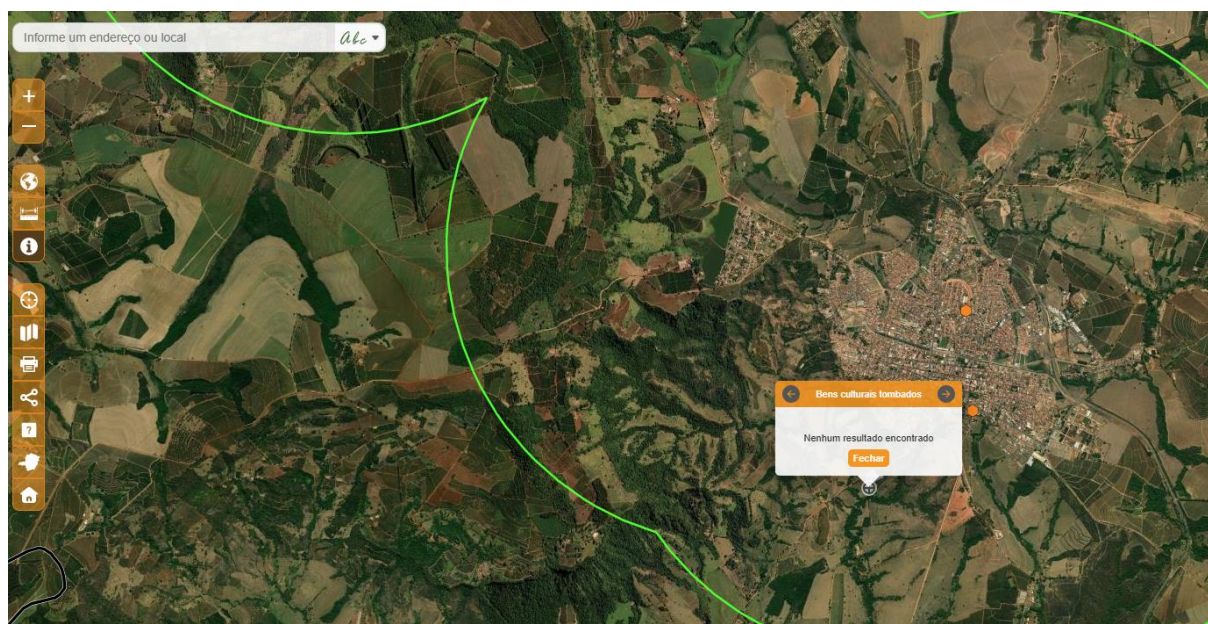 Informe um endereço ou local
Abc
Bens culturais tombados
Nenhum resultado encontrado
Fechar